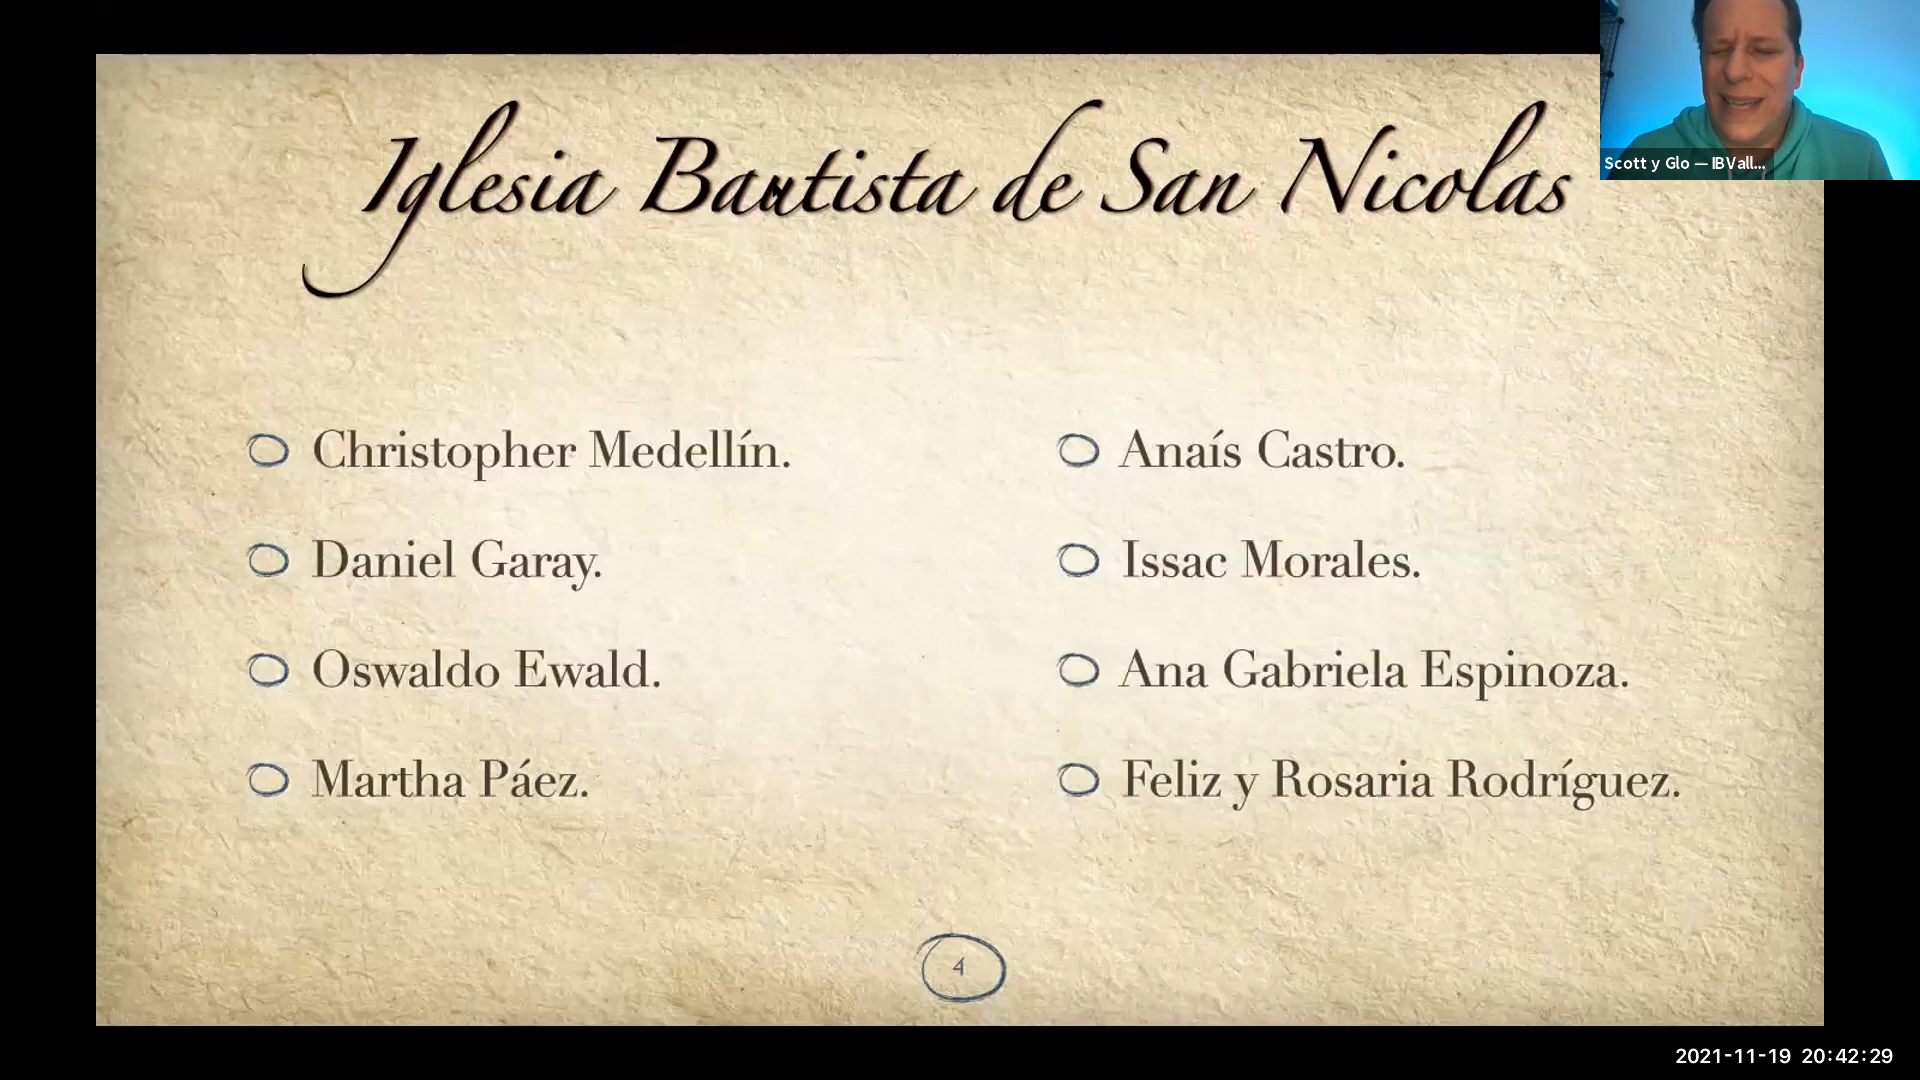 Iglesia Bautista de San Nicolas
Scott y Glo — IBVall...
Christopher Medellín.
Daniel Garay.
Oswaldo Ewald.
Martha Páez.
Anaís Castro.
Issac Morales.
Ana Gabriela Espinoza.
Feliz y Rosaria Rodríguez.
4
2021-11-19 20:42:29